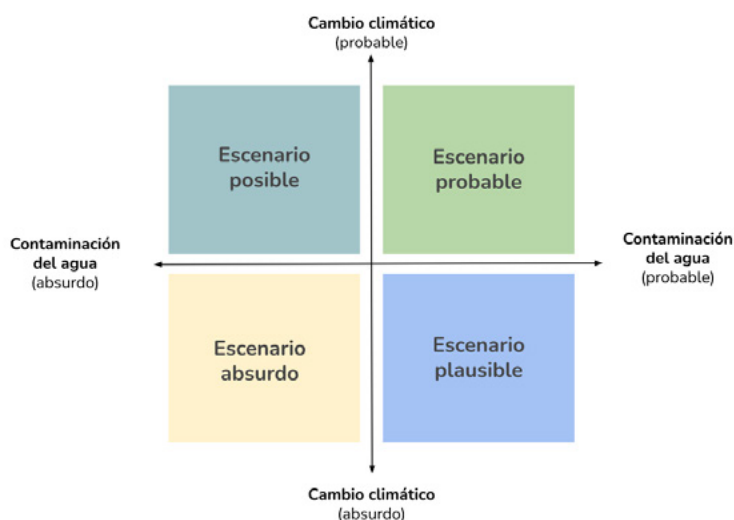 Cambio climático
(probable)
Escenario
posible
Escenario
probable
Contaminación
del agua
(absurdo)
Contaminación
del agua
(probable)
Escenario
absurdo
Escenario
plausible
Cambio climático
(absurdo)